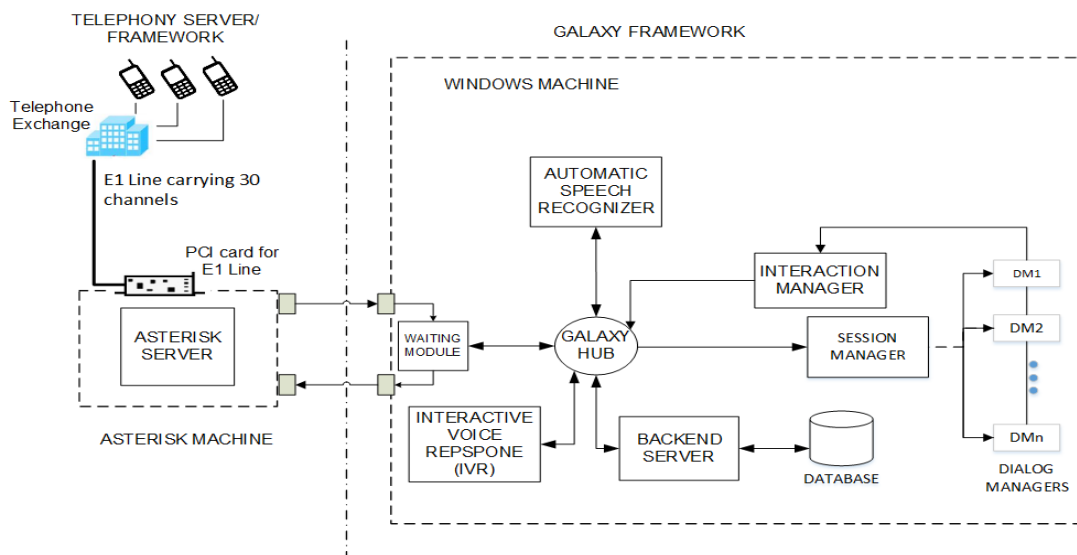 TELEPHONY SERVER/
FRAMEWORK
GALAXY FRAMEWORK
WINDOWS MACHINE
Telephone
Exchange
E1 Line carrying 30
channels
PCI card for
E1 Line
ASTERISK
SERVER
ASTERISK MACHINE
WAITING
MODULE
AUTOMATIC
SPEECH
RECOGNIZER
GALAXY
HUB
INTERACTION
MANAGER
SESSION
MANAGER
DM1
DM2
DMn
DIALOG
MANAGERS
INTERACTIVE
VOICE
REPSPONE
(IVR)
BACKEND
SERVER
DATABASE